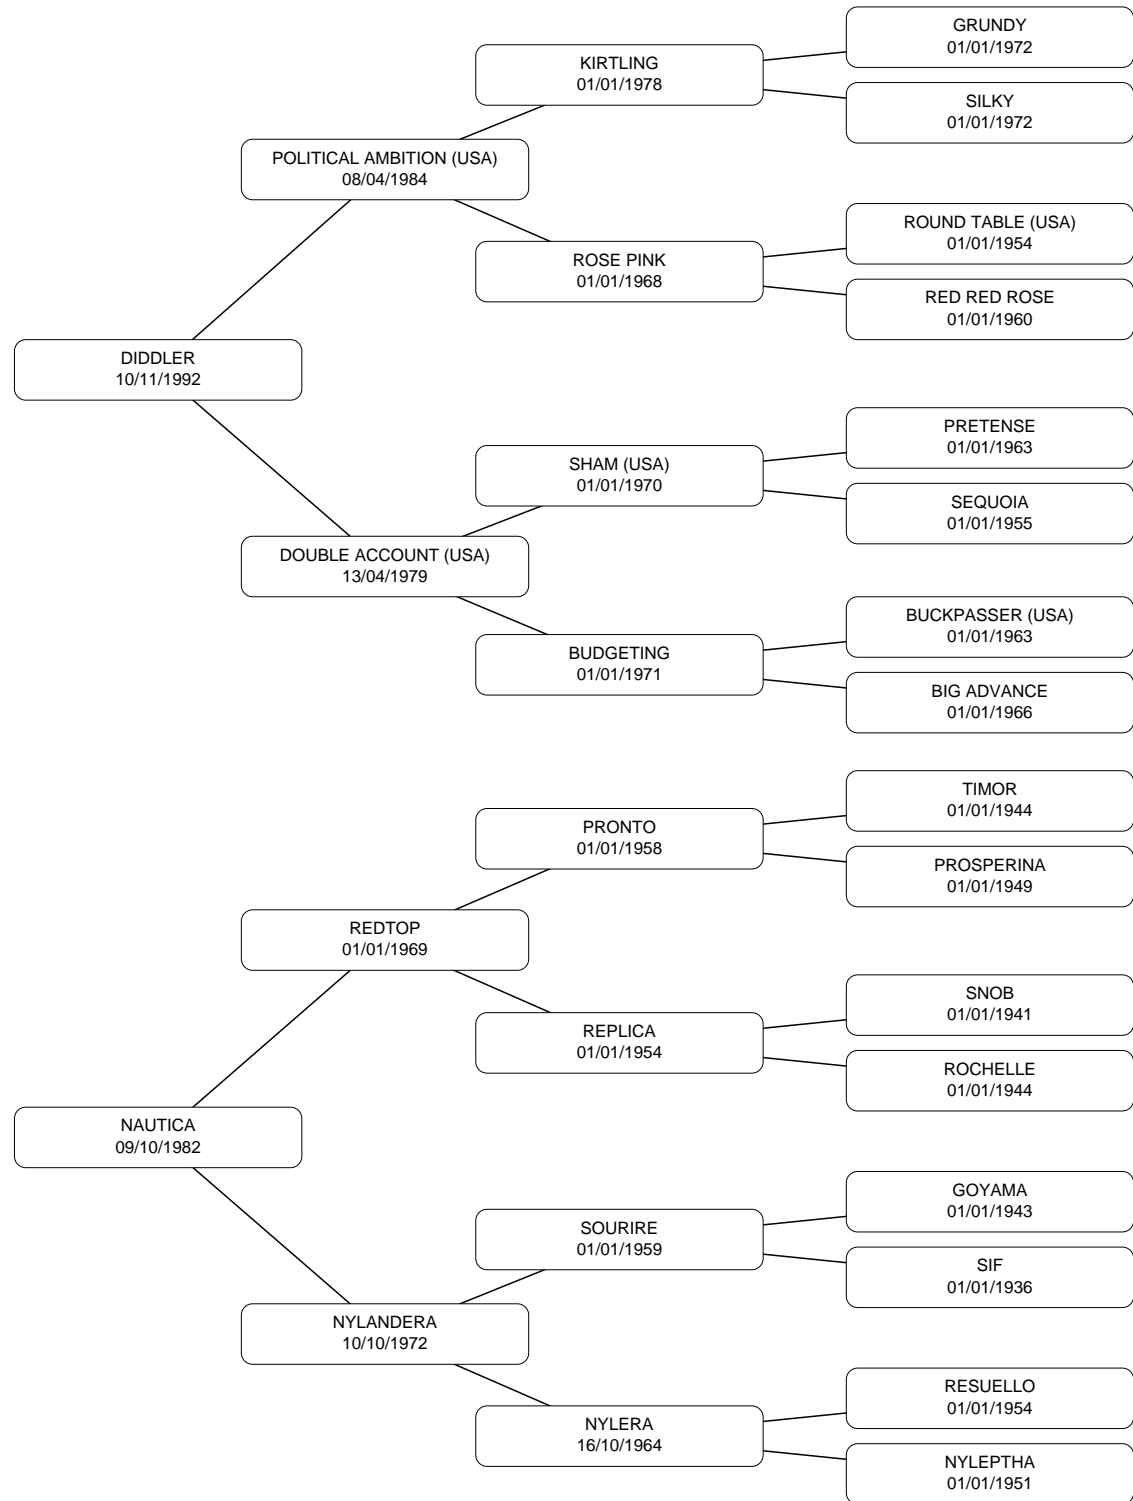 GRUNDY
01/01/1972
KIRTLING
01/01/1978
SILKY
01/01/1972
POLITICAL AMBITION (USA)
08/04/1984
ROUND TABLE (USA)
01/01/1954
ROSE PINK
01/01/1968
RED RED ROSE
01/01/1960
DIDDLER
10/11/1992
PRETENSE
01/01/1963
SHAM (USA)
01/01/1970
SEQUOIA
01/01/1955
DOUBLE ACCOUNT (USA)
13/04/1979
BUCKPASSER (USA)
01/01/1963
BUDGETING
01/01/1971
BIG ADVANCE
01/01/1966
TIMOR
01/01/1944
PRONTO
01/01/1958
PROSPERINA
01/01/1949
REDTOP
01/01/1969
SNOB
01/01/1941
REPLICA
01/01/1954
ROCHELLE
01/01/1944
NAUTICA
09/10/1982
GOYAMA
01/01/1943
SOURIRE
01/01/1959
SIF
01/01/1936
NYLANDERA
10/10/1972
RESUELLO
01/01/1954
NYLERA
16/10/1964
NYLEPTHA
01/01/1951